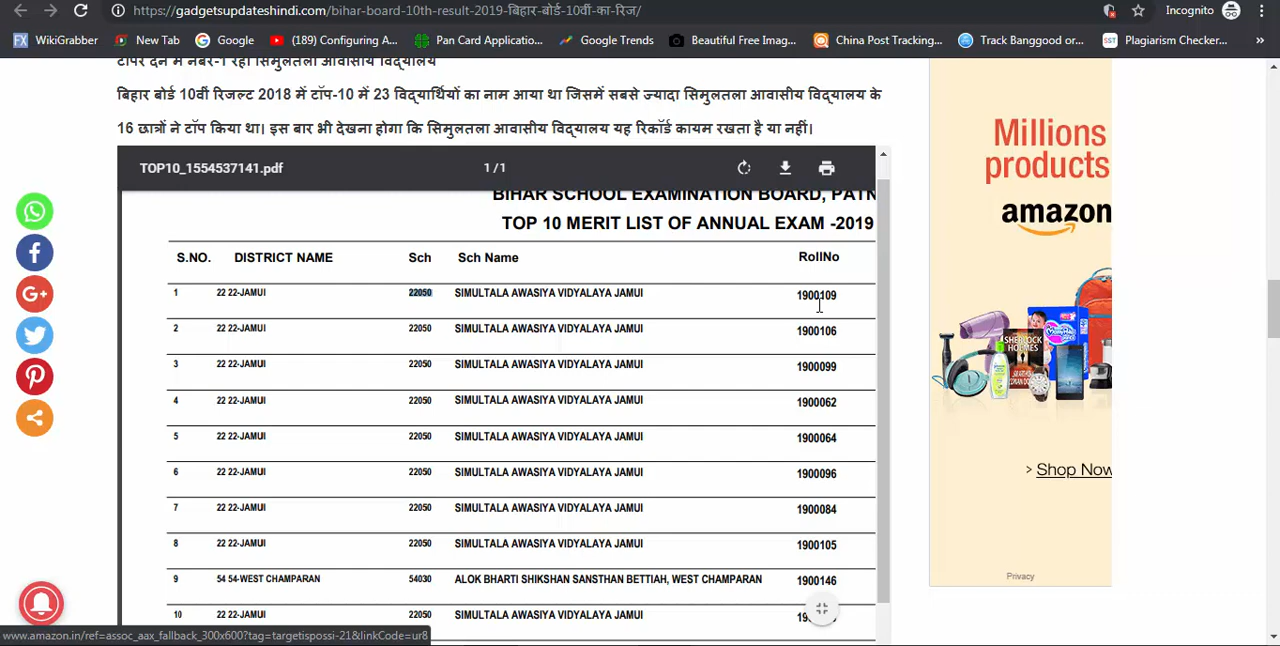 https://gadgetsupdateshindi.com/bihar-board-10th-result-2019-बिहार-बोर्ड-10वीं-का-रिज/
Incognito
WikiGrabber
New Tab
Google
(189) Configuring A...
Pan Card Applicatio...
Google Trends
Beautiful Free Imag...
China Post Tracking...
Track Banggood or...
SST
Plagiarism Checker...
»
टॉपर देने में नंबर-1 रहा सिमुलतला आवासीय विद्यालय
बिहार बोर्ड 10वीं रिजल्ट 2018 में टॉप-10 में 23 विद्यार्थियों का नाम आया था जिसमें सबसे ज्यादा सिमुलतला आवासीय विद्यालय के
16 छात्रों ने टॉप किया था। इस बार भी देखना होगा कि सिमुलतला आवासीय विद्यालय यह रिकॉर्ड कायम रखता है या नहीं।
TOP10_1554537141.pdf 1 / 1
BIHAR SCHOOL EXAMINATION BOARD, PATN
TOP 10 MERIT LIST OF ANNUAL EXAM -2019
S.NO. DISTRICT NAME Sch Sch Name RollNo
1 22 22-JAMUI 22050 SIMULTALA AWASIYA VIDYALAYA JAMUI 1900109
2 22 22-JAMUI 22050 SIMULTALA AWASIYA VIDYALAYA JAMUI 1900106
3 22 22-JAMUI 22050 SIMULTALA AWASIYA VIDYALAYA JAMUI 1900099
4 22 22-JAMUI 22050 SIMULTALA AWASIYA VIDYALAYA JAMUI 1900062
5 22 22-JAMUI 22050 SIMULTALA AWASIYA VIDYALAYA JAMUI 1900064
6 22 22-JAMUI 22050 SIMULTALA AWASIYA VIDYALAYA JAMUI 1900096
7 22 22-JAMUI 22050 SIMULTALA AWASIYA VIDYALAYA JAMUI 1900084
8 22 22-JAMUI 22050 SIMULTALA AWASIYA VIDYALAYA JAMUI 1900105
9 54 54-WEST CHAMPARAN 54030 ALOK BHARTI SHIKSHAN SANSTHAN BETTIAH, WEST CHAMPARAN 1900146
10 22 22-JAMUI 22050 SIMULTALA AWASIYA VIDYALAYA JAMUI
Millions
products
amazon
SHERLOCK
HOLMES
> Shop Now
Privacy
www.amazon.in/ref=assoc_aax_fallback_300x600?tag=targetispossi-21&linkCode=ur8